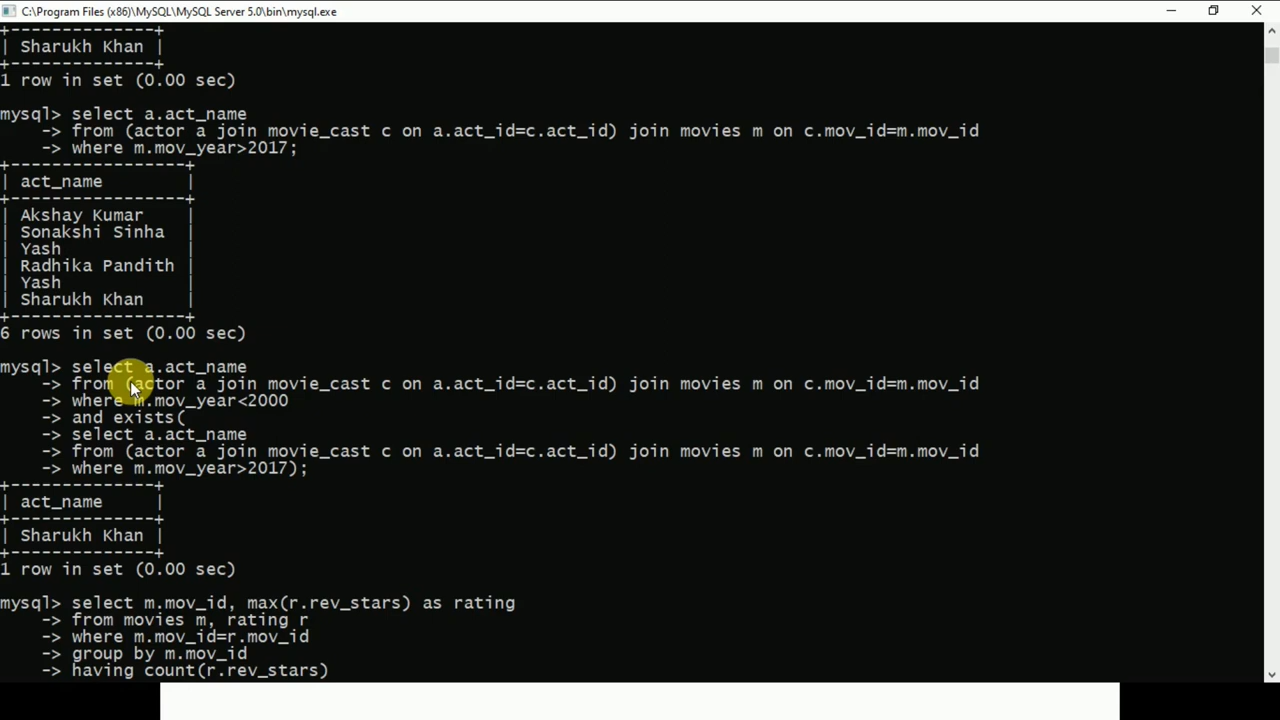 C:\Program Files (x86)\MySQL\MySQL Server 5.0\bin\mysql.exe
+--------------+
| Sharukh Khan |
+--------------+
1 row in set (0.00 sec)
mysql> select a.act_name
    -> from (actor a join movie_cast c on a.act_id=c.act_id) join movies m on c.mov_id=m.mov_id
    -> where m.mov_year>2017;
+-----------------+
| act_name        |
+-----------------+
| Akshay Kumar    |
| Sonakshi Sinha  |
| Yash            |
| Radhika Pandith |
| Yash            |
| Sharukh Khan    |
+-----------------+
6 rows in set (0.00 sec)
mysql> select a.act_name
    -> from (actor a join movie_cast c on a.act_id=c.act_id) join movies m on c.mov_id=m.mov_id
    -> where m.mov_year<2000
    -> and exists(
    -> select a.act_name
    -> from (actor a join movie_cast c on a.act_id=c.act_id) join movies m on c.mov_id=m.mov_id
    -> where m.mov_year>2017);
+--------------+
| act_name     |
+--------------+
| Sharukh Khan |
+--------------+
1 row in set (0.00 sec)
mysql> select m.mov_id, max(r.rev_stars) as rating
    -> from movies m, rating r
    -> where m.mov_id=r.mov_id
    -> group by m.mov_id
    -> having count(r.rev_stars)